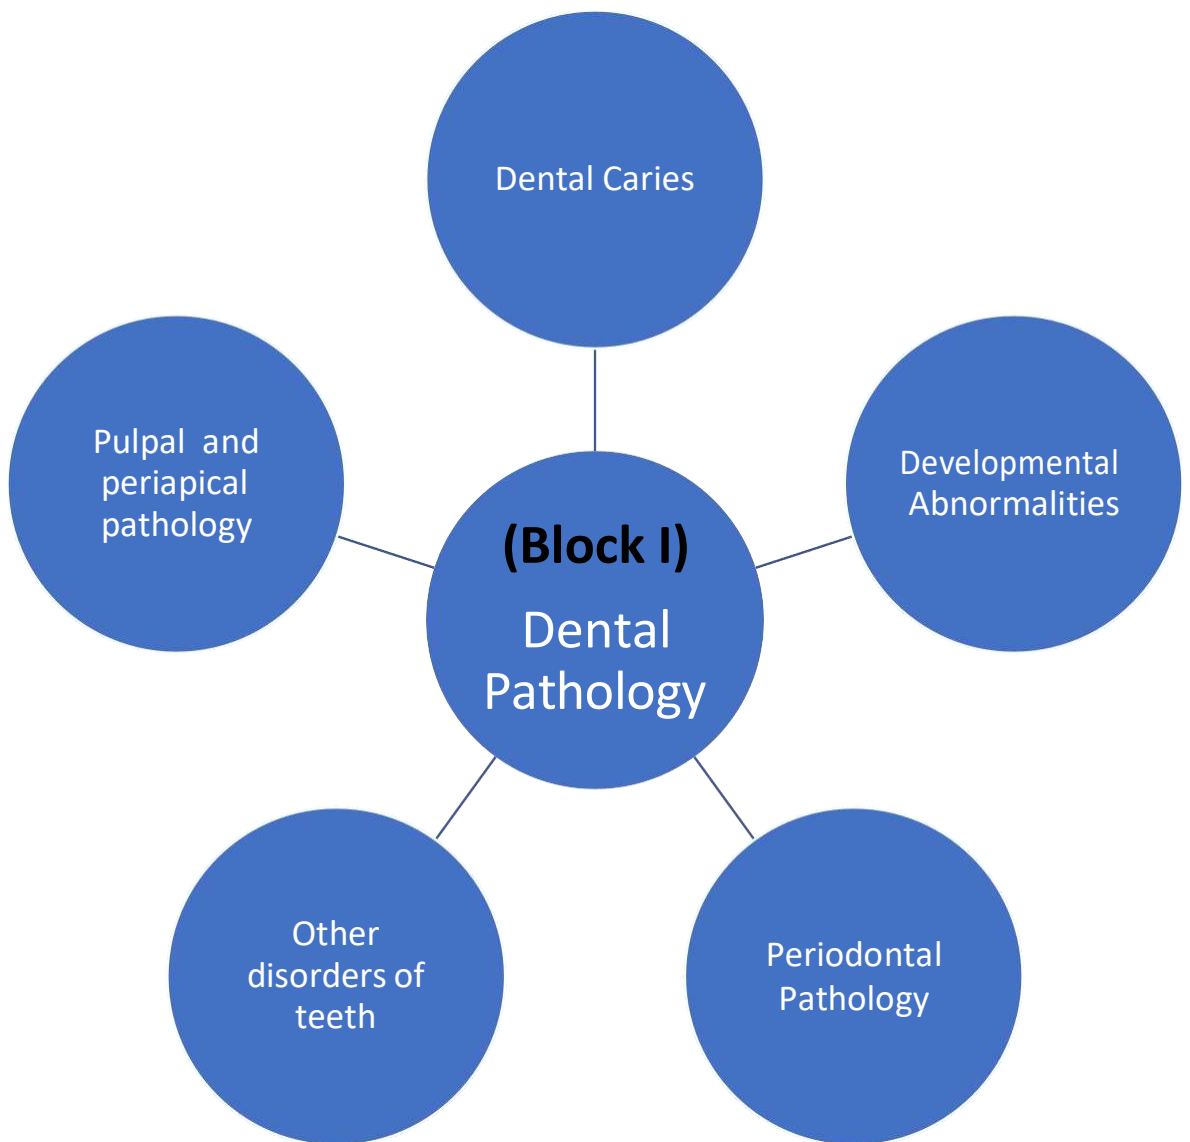 Dental Caries
Pulpal and
periapical
pathology
Developmental
Abnormalities
(Block I)
Dental
Pathology
Other
disorders of
teeth
Periodontal
Pathology